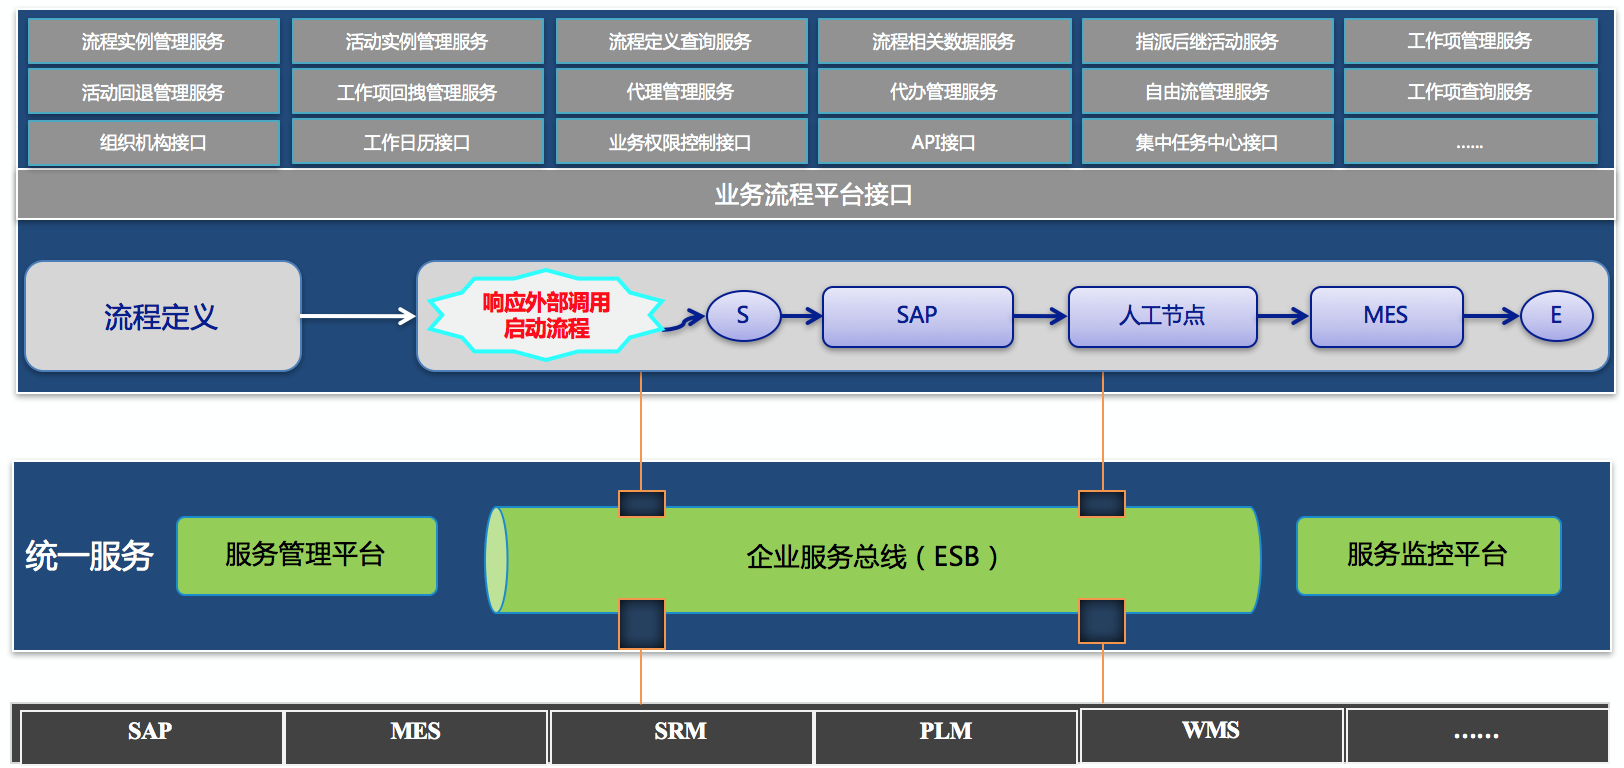 流程实例管理服务
活动实例管理服务
流程定义查询服务
流程相关数据服务
指派后继活动服务
工作项管理服务
活动回退管理服务
工作项回拽管理服务
代理管理服务
代办管理服务
自由流管理服务
工作项查询服务
组织机构接口
工作日历接口
业务权限控制接口
API接口
集中任务中心接口
......
业务流程平台接口
流程定义
响应外部调用
启动流程
S
SAP
人工节点
MES
E
统一服务
服务管理平台
企业服务总线（ESB）
服务监控平台
SAP
MES
SRM
PLM
WMS
......